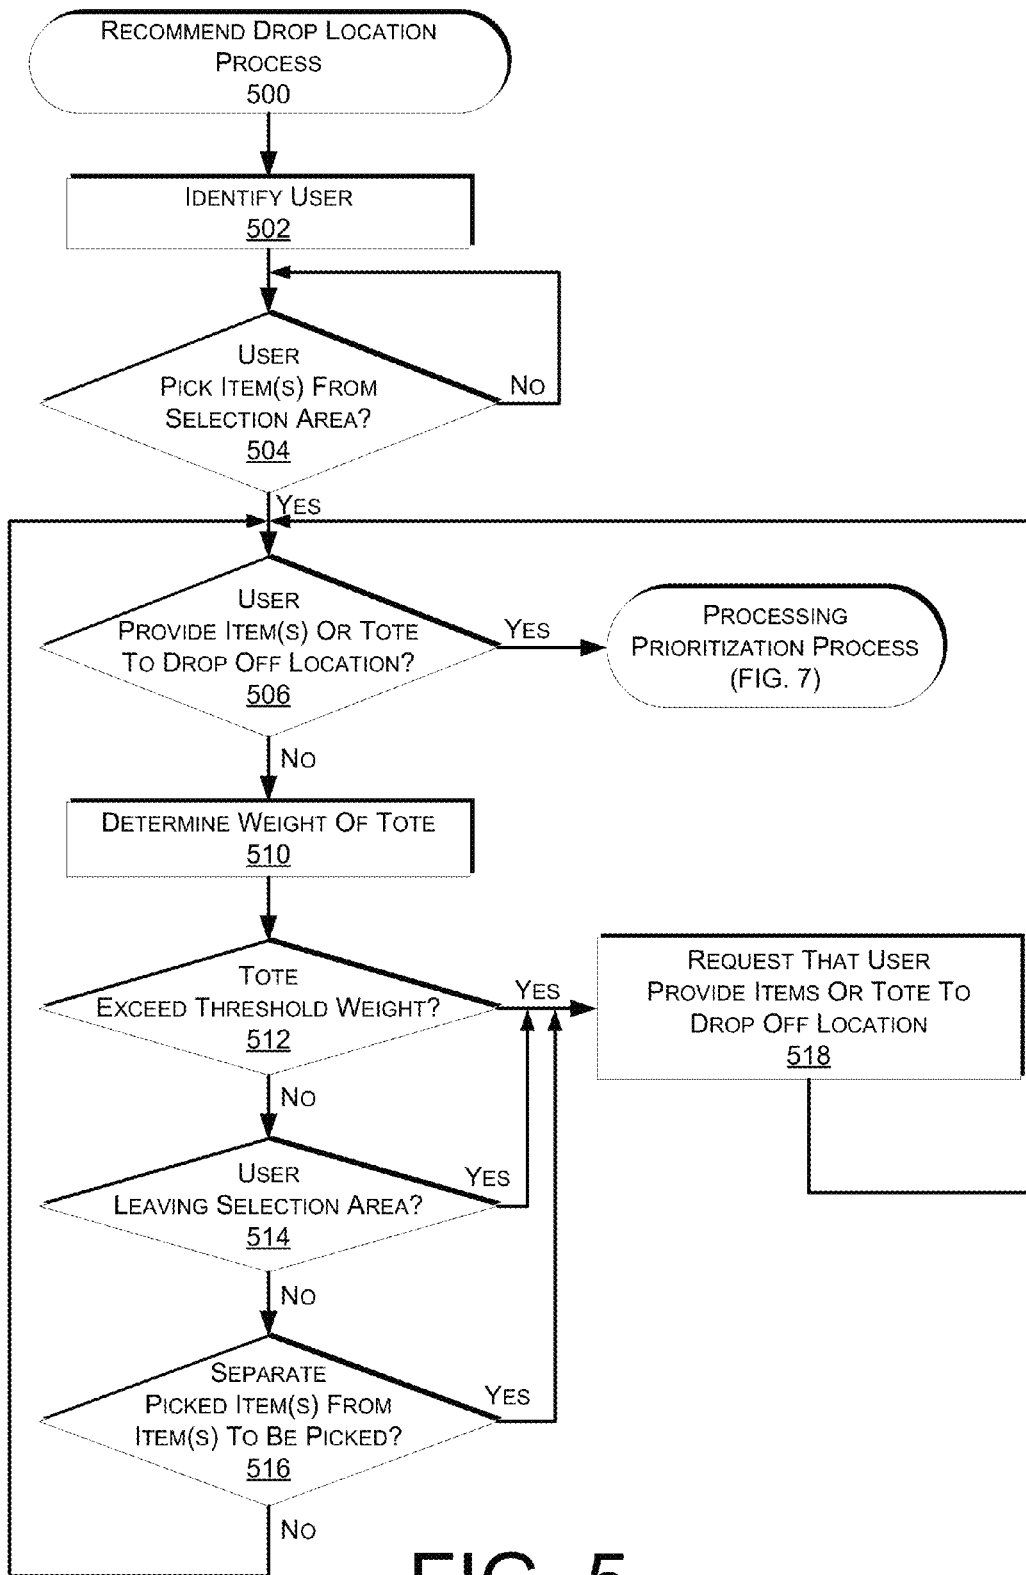 RECOMMEND DROP LOCATION
PROCESS
500
IDENTIFY USER
502
USER
PICK ITEM(S) FROM
SELECTION AREA?
504
NO
YES
USER
PROVIDE ITEM(S) OR TOTE
TO DROP OFF LOCATION?
506
YES
PROCESSING
PRIORITIZATION PROCESS
(FIG. 7)
NO
DETERMINE WEIGHT OF TOTE
510
TOTE
EXCEED THRESHOLD WEIGHT?
512
YES
REQUEST THAT USER
PROVIDE ITEMS OR TOTE TO
DROP OFF LOCATION
518
NO
USER
LEAVING SELECTION AREA?
514
YES
NO
SEPARATE
PICKED ITEM(S) FROM
ITEM(S) TO BE PICKED?
516
YES
NO
FIG. 5